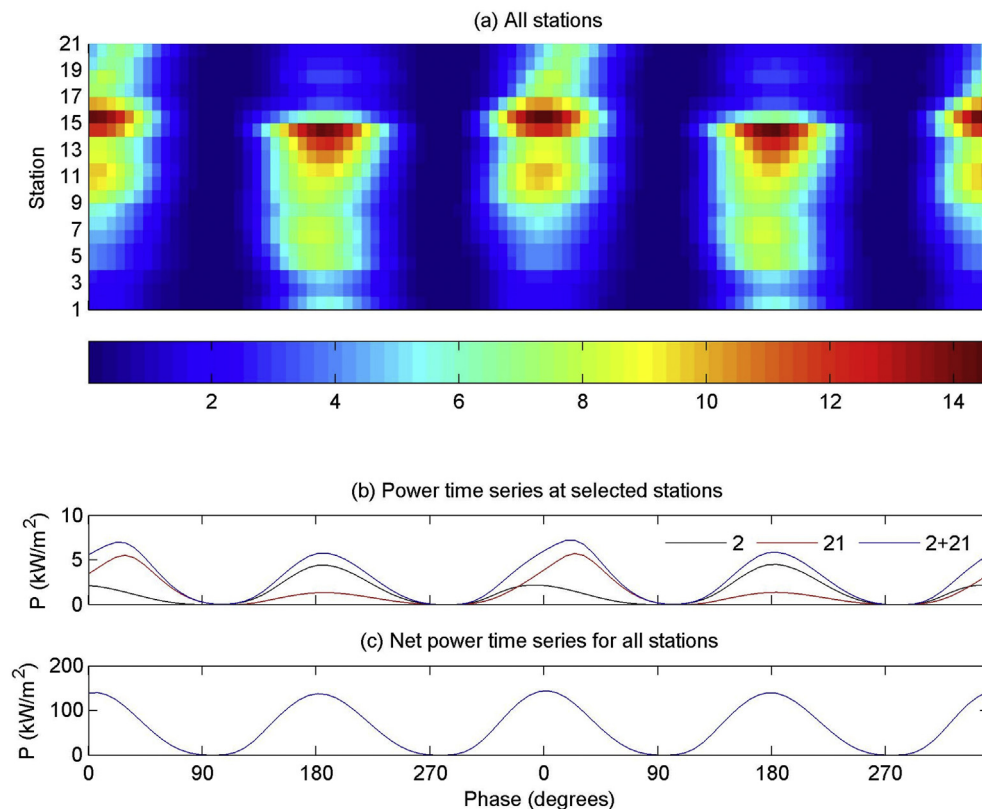 (a) All stations
21
19
17
15
13
11
9
7
5
3
1
Station
2 4 6 8 10 12 14
(b) Power time series at selected stations
10
5
0
P (kW/m2)
2 21 2+21
(c) Net power time series for all stations
200
100
0
P (kW/m2)
0 90 180 270 0 90 180 270
Phase (degrees)